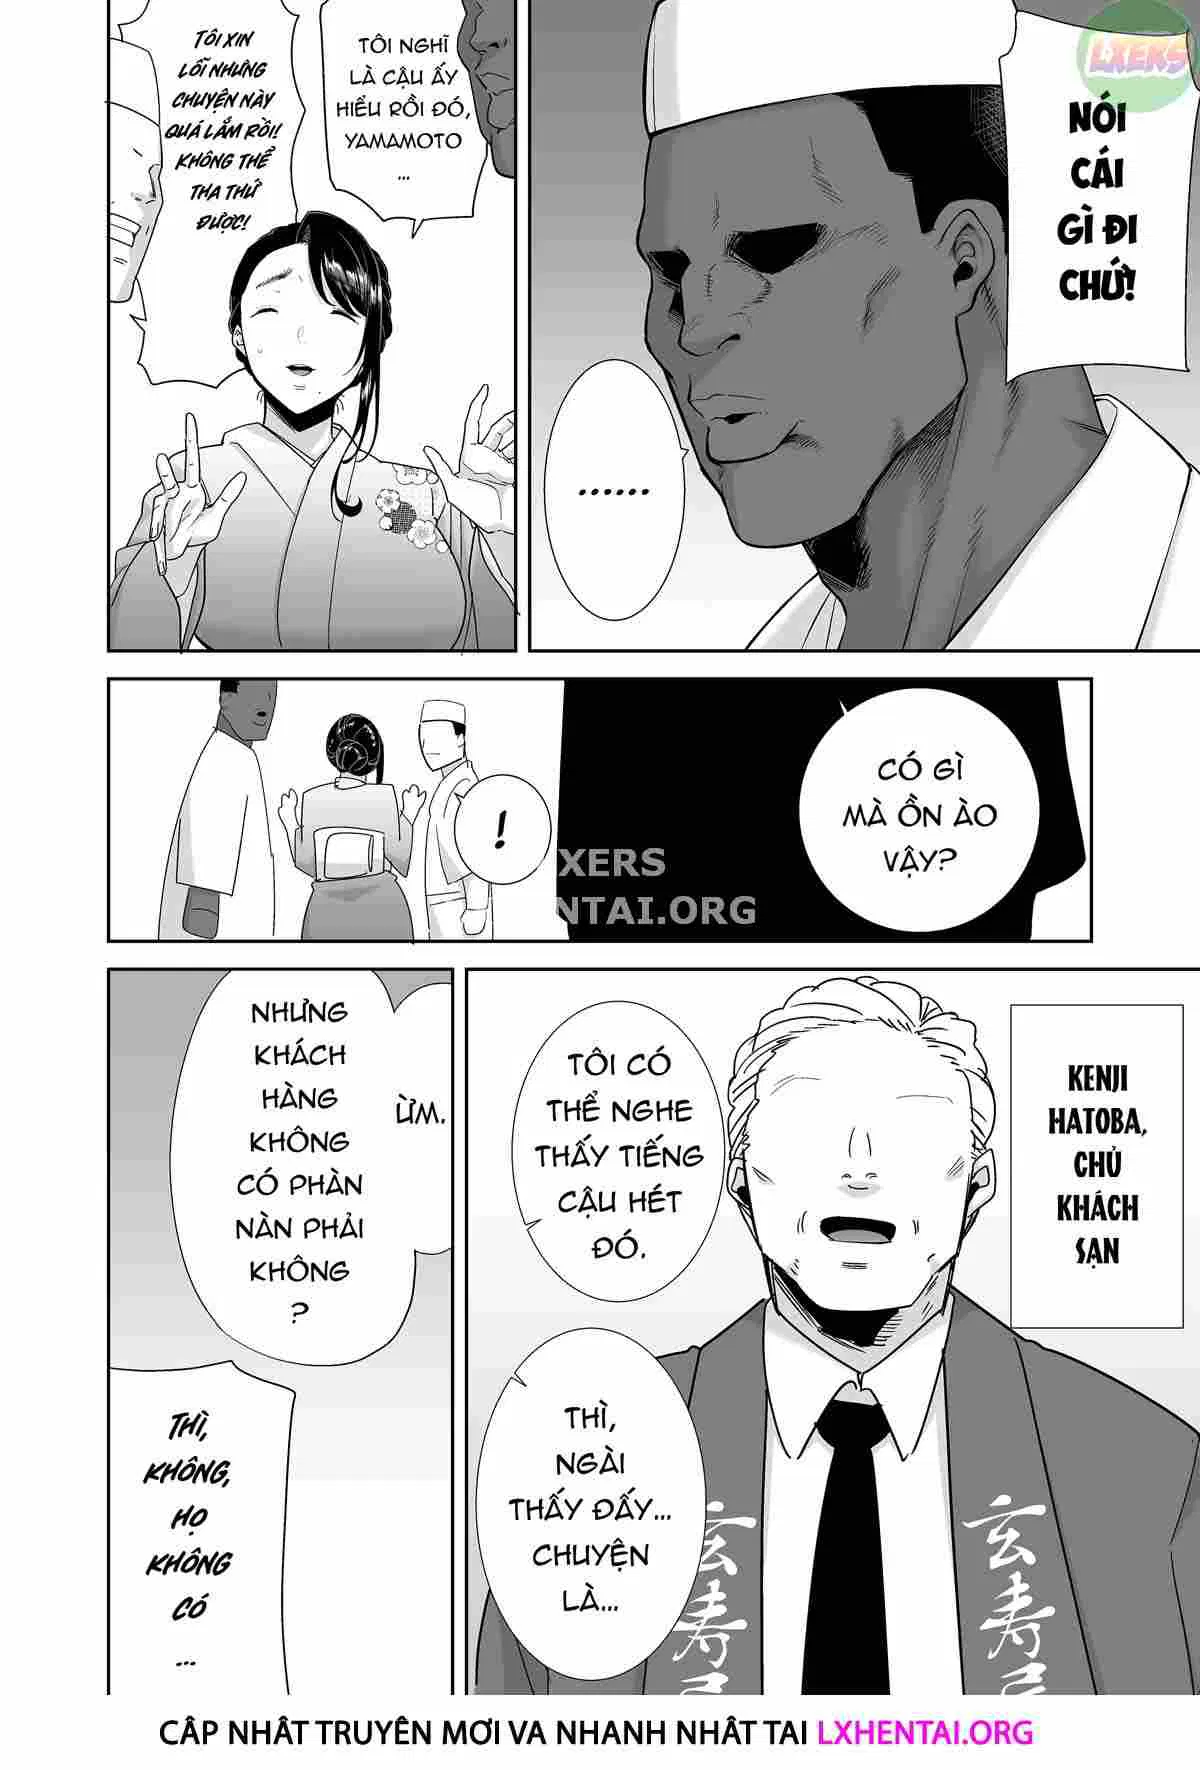 LXERS
NÓI
CÁI
GÌ ĐI
CHỨ!
......
TÔI NGHĨ
LÀ CẬU ẤY
HIỂU RỒI ĐÓ,
YAMAMOTO
...
TÔI XIN
LỖI NHƯNG
CHUYỆN NÀY
QUÁ LẮM RỒI!
KHÔNG THỂ
THA THỨ
ĐƯỢC!
CÓ GÌ
MÀ ỒN ÀO
VẬY?
!
XERS
ENTAI.ORG
KENJI
HATOBA,
CHỦ
KHÁCH
SẠN
TÔI CÓ
THỂ NGHE
THẤY TIẾNG
CẬU HÉT
ĐÓ.
THÌ,
NGÀI
THẤY ĐẤY...
CHUYỆN
LÀ...
玄寿
玄寿
ỪM.
NHƯNG
KHÁCH
HÀNG
KHÔNG
CÓ PHÀN
NÀN PHẢI
KHÔNG
?
THÌ,
KHÔNG,
HỌ
KHÔNG
CÓ
...
CẬP NHẬT TRUYỆN MỚI VÀ NHANH NHẤT TẠI LXHENTAI.ORG